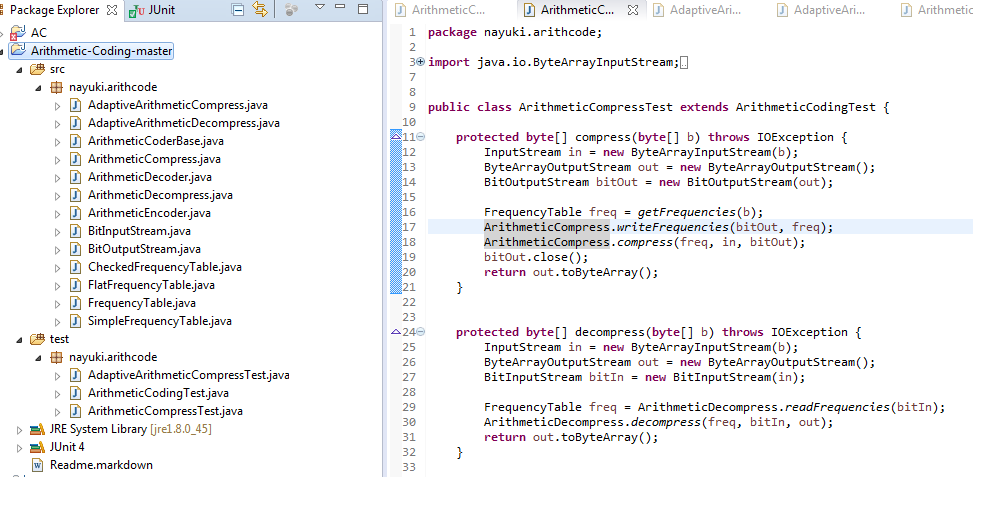 Package Explorer
JUnit
AC
Arithmetic-Coding-master
src
nayuki.arithcode
AdaptiveArithmeticCompress.java
AdaptiveArithmeticDecompress.java
ArithmeticCoderBase.java
ArithmeticCompress.java
ArithmeticDecoder.java
ArithmeticDecompress.java
ArithmeticEncoder.java
BitInputStream.java
BitOutputStream.java
CheckedFrequencyTable.java
FlatFrequencyTable.java
FrequencyTable.java
SimpleFrequencyTable.java
test
nayuki.arithcode
AdaptiveArithmeticCompressTest.java
ArithmeticCodingTest.java
ArithmeticCompressTest.java
JRE System Library [jre1.8.0_45]
JUnit 4
Readme.markdown
ArithmeticC... ArithmeticC... AdaptiveAri... AdaptiveAri... Arithmetic
1 package nayuki.arithcode;
2
3 import java.io.ByteArrayInputStream;
7
8
9 public class ArithmeticCompressTest extends ArithmeticCodingTest {
10
11 protected byte[] compress(byte[] b) throws IOException {
12 InputStream in = new ByteArrayInputStream(b);
13 ByteArrayOutputStream out = new ByteArrayOutputStream();
14 BitOutputStream bitOut = new BitOutputStream(out);
15
16 FrequencyTable freq = getFrequencies(b);
17 ArithmeticCompress.writeFrequencies(bitOut, freq);
18 ArithmeticCompress.compress(freq, in, bitOut);
19 bitOut.close();
20 return out.toByteArray();
21 }
22
23
24 protected byte[] decompress(byte[] b) throws IOException {
25 InputStream in = new ByteArrayInputStream(b);
26 ByteArrayOutputStream out = new ByteArrayOutputStream();
27 BitInputStream bitIn = new BitInputStream(in);
28
29 FrequencyTable freq = ArithmeticDecompress.readFrequencies(bitIn);
30 ArithmeticDecompress.decompress(freq, bitIn, out);
31 return out.toByteArray();
32 }
33